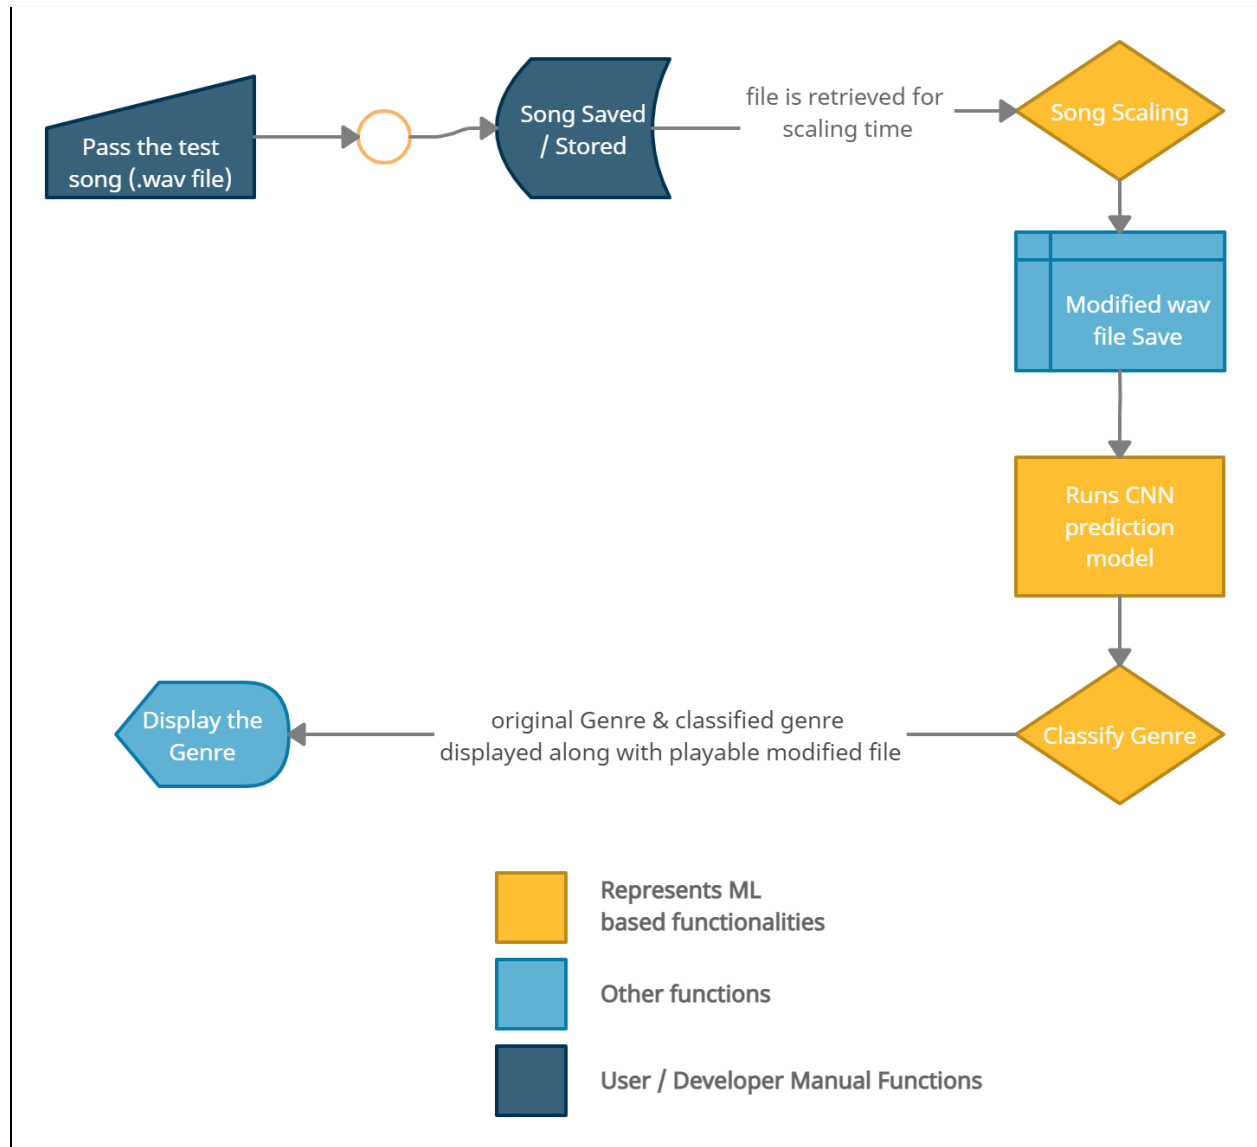 Pass the test
song (.wav file)
Song Saved
/ Stored
file is retrieved for
scaling time
Song Scaling
Modified wav
file Save
Runs CNN
prediction
model
Classify Genre
original Genre & classified genre
displayed along with playable modified file
Display the
Genre
Represents ML
based functionalities
Other functions
User / Developer Manual Functions